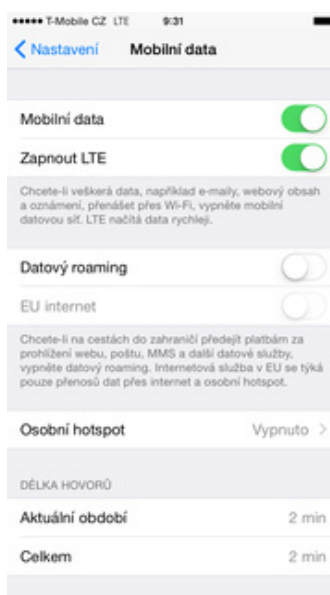 T-Mobile CZ LTE 9:31
Nastavení Mobilní data
Mobilní data
Zapnout LTE
Chcete-li veškerá data, například e-maily, webový obsah
a oznámení, přenášet přes Wi-Fi, vypněte mobilní
datovou síť. LTE načítá data rychleji.
Datový roaming
EU internet
Chcete-li na cestách do zahraničí předejít platbám za
prohlížení webu, poštu, MMS a další datové služby,
vypněte datový roaming. Internetová služba v EU se týká
pouze přenosů dat přes internet a osobní hotspot.
Osobní hotspot Vypnuto
DÉLKA HOVORŮ
Aktuální období 2 min
Celkem 2 min